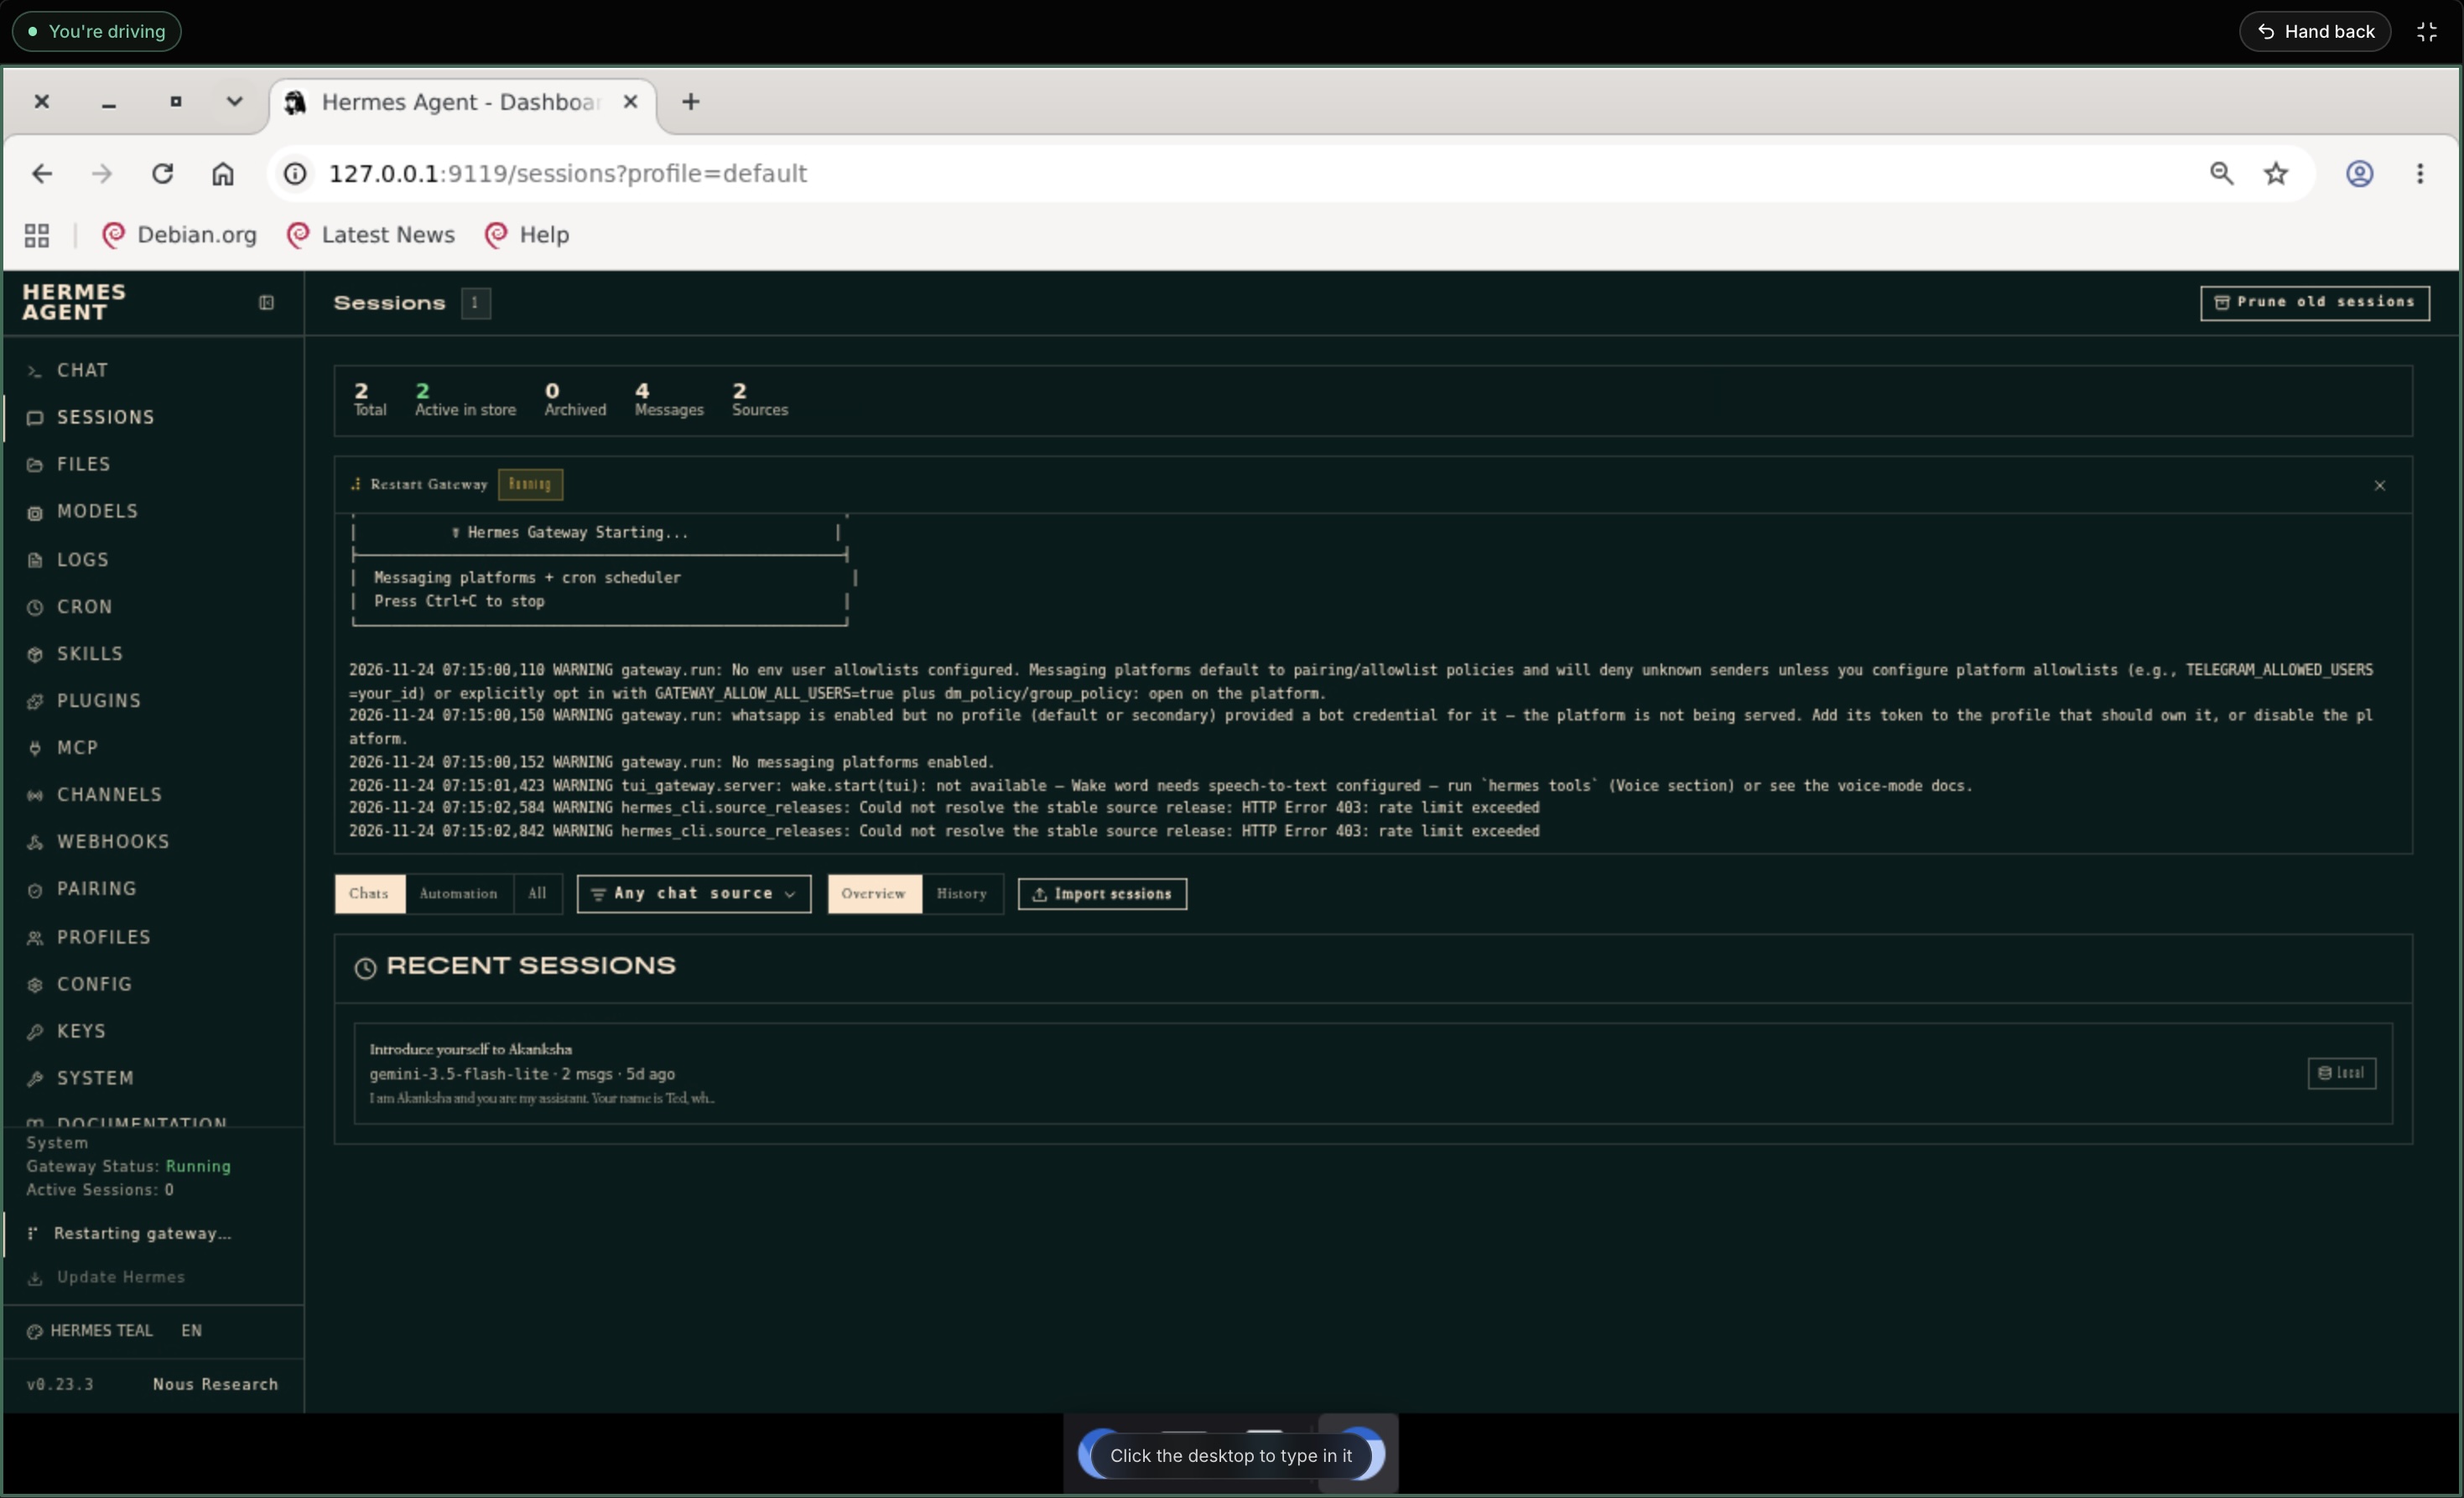 You're driving
Hand back
Hermes Agent - Dashboar
127.0.0.1:9119/sessions?profile=default
Debian.org
Latest News
Help
HERMES
AGENT
Sessions 1
Prune old sessions
CHAT
SESSIONS
FILES
MODELS
LOGS
CRON
SKILLS
PLUGINS
MCP
CHANNELS
WEBHOOKS
PAIRING
PROFILES
CONFIG
KEYS
SYSTEM
DOCUMENTATION
System
Gateway Status: Running
Active Sessions: 0
Restarting gateway…
Update Hermes
HERMES TEAL EN
v0.23.3 Nous Research
2 2 0 4 2
Total Active in store Archived Messages Sources
Restart Gateway Running
Hermes Gateway Starting...
Messaging platforms + cron scheduler
Press Ctrl+C to stop
2026-11-24 07:15:00,110 WARNING gateway.run: No env user allowlists configured. Messaging platforms default to pairing/allowlist policies and will deny unknown senders unless you configure platform allowlists (e.g., TELEGRAM_ALLOWED_USERS
=your_id) or explicitly opt in with GATEWAY_ALLOW_ALL_USERS=true plus dm_policy/group_policy: open on the platform.
2026-11-24 07:15:00,150 WARNING gateway.run: whatsapp is enabled but no profile (default or secondary) provided a bot credential for it — the platform is not being served. Add its token to the profile that should own it, or disable the pl
atform.
2026-11-24 07:15:00,152 WARNING gateway.run: No messaging platforms enabled.
2026-11-24 07:15:01,423 WARNING tui_gateway.server: wake.start(tui): not available — Wake word needs speech-to-text configured — run `hermes tools` (Voice section) or see the voice-mode docs.
2026-11-24 07:15:02,584 WARNING hermes_cli.source_releases: Could not resolve the stable source release: HTTP Error 403: rate limit exceeded
2026-11-24 07:15:02,842 WARNING hermes_cli.source_releases: Could not resolve the stable source release: HTTP Error 403: rate limit exceeded
Chats Automation All Any chat source Overview History Import sessions
RECENT SESSIONS
Introduce yourself to Akanksha
gemini-3.5-flash-lite · 2 msgs · 5d ago
I am Akanksha and you are my assistant. Your name is Ted, wh...
Local
Click the desktop to type in it